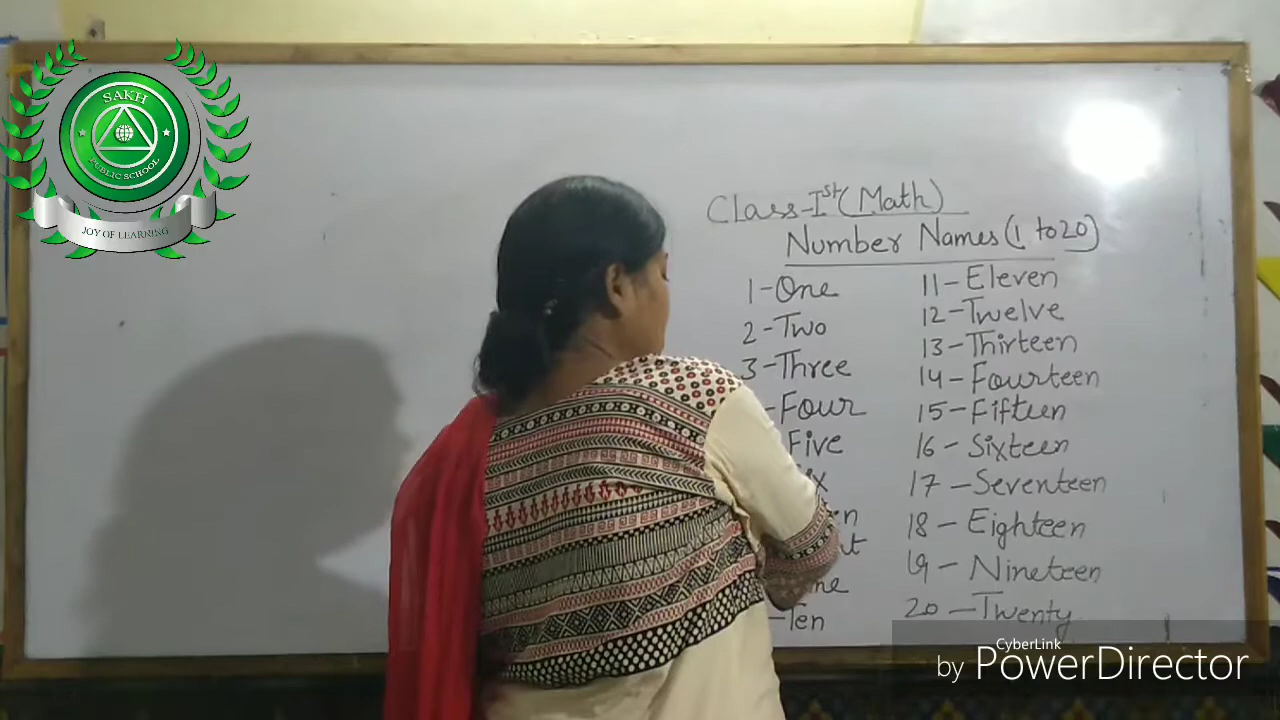 SAKH
PUBLIC SCHOOL
JOY OF LEARNING
Class-Ist (Math)
Number Names (1 to 20)
1-One
2-Two
3-Three
-Four
Five
-Ten
11-Eleven
12-Twelve
13-Thirteen
14-Fourteen
15-Fifteen
16-Sixteen
17-Seventeen
18-Eighteen
19-Nineteen
20-Twenty
CyberLink
by PowerDirector